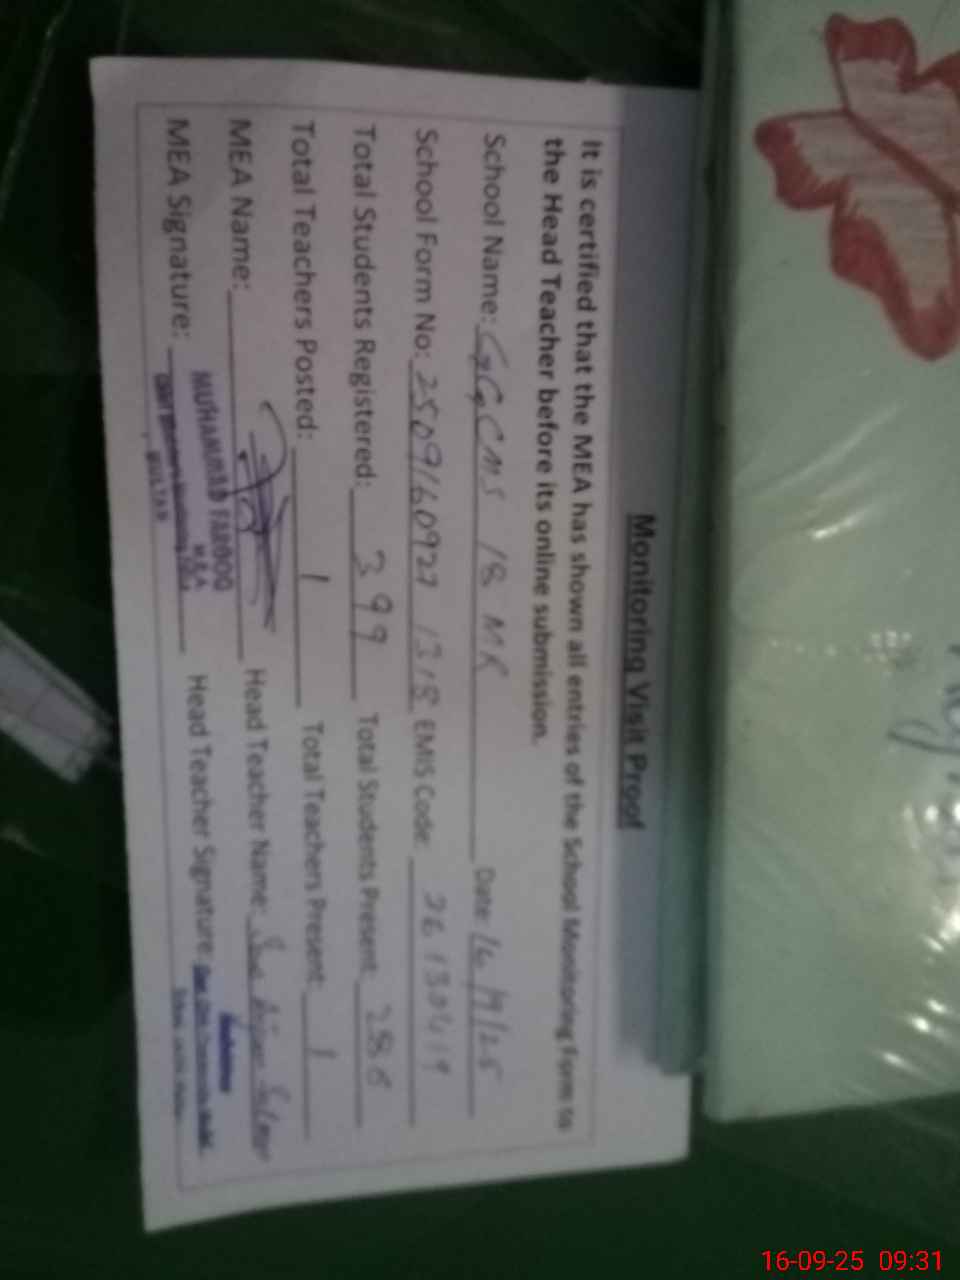 Monitoring Visit Proof
It is certified that the MEA has shown all entries of the School Monitoring Form to
the Head Teacher before its online submission.
School Name: GGCMS 18 MR Date: 16/9/25
School Form No: 25091609271318 EMIS Code:
Total Students Registered: 399 Total Students Present 286
Total Teachers Posted: 1 Total Teachers Present: 1
MEA Name: Head Teacher Name:
MEA Signature: Head Teacher Signature:
MUHAMMAD FAROOQ
M.E.A
MULTAN
16-09-25 09:31